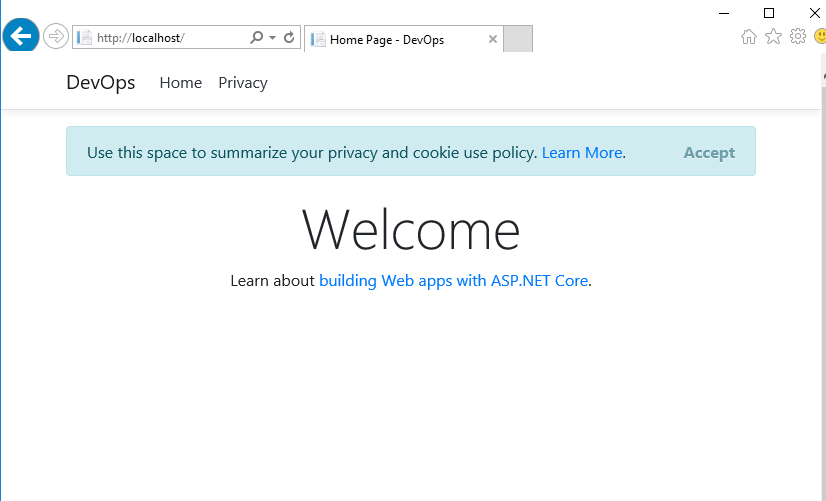 http://localhost/
Home Page - DevOps
DevOps Home Privacy
Use this space to summarize your privacy and cookie use policy. Learn More. Accept
Welcome
Learn about building Web apps with ASP.NET Core.